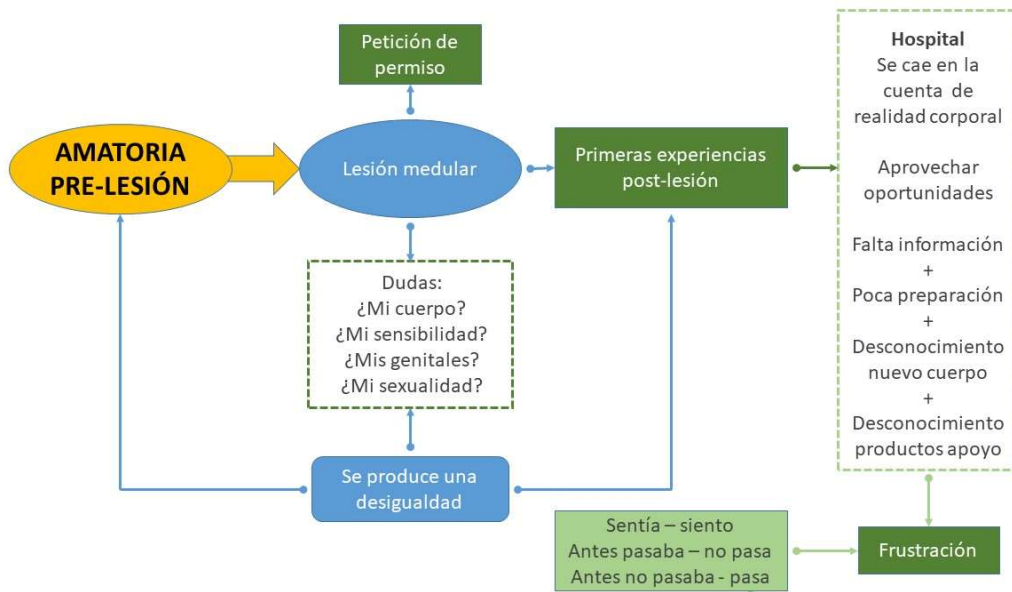 Petición de
permiso
AMATORIA
PRE-LESIÓN
Lesión medular
Primeras experiencias
post-lesión
Hospital
Se cae en la
cuenta de
realidad corporal
Aprovechar
oportunidades
Falta información
+
Poca preparación
+
Desconocimiento
nuevo cuerpo
+
Desconocimiento
productos apoyo
Dudas:
¿Mi cuerpo?
¿Mi sensibilidad?
¿Mis genitales?
¿Mi sexualidad?
Se produce una
desigualdad
Sentía – siento
Antes pasaba – no pasa
Antes no pasaba - pasa
Frustración